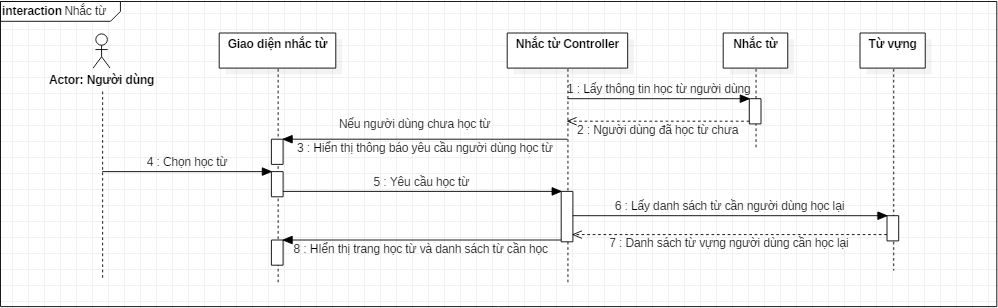 interaction Nhắc từ
Giao diện nhắc từ
Nhắc từ Controller
Nhắc từ
Từ vựng
Actor: Người dùng
1 : Lấy thông tin học từ người dùng
2 : Người dùng đã học từ chưa
Nếu người dùng chưa học từ
3 : Hiển thị thông báo yêu cầu người dùng học từ
4 : Chọn học từ
5 : Yêu cầu học từ
6 : Lấy danh sách từ cần người dùng học lại
7 : Danh sách từ vựng người dùng cần học lại
8 : HIển thị trang học từ và danh sách từ cần học